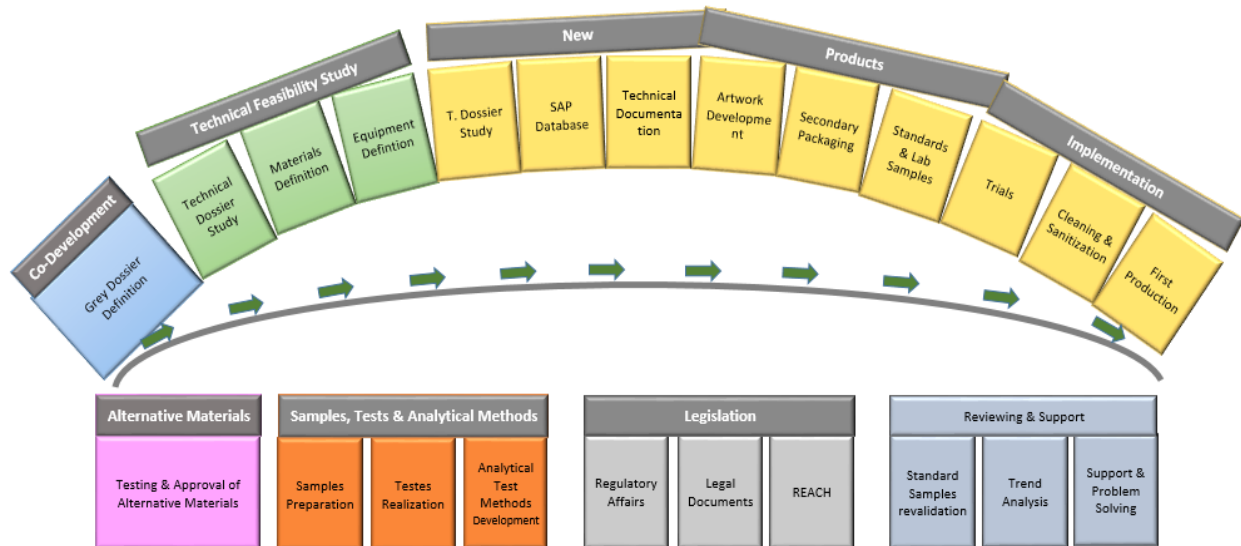 New
Products
Implementation
Technical Feasibility Study
Co-Development
Grey Dossier
Definition
Technical
Dossier
Study
Materials
Definition
Equipment
Defintion
T. Dossier
Study
SAP
Database
Technical
Documenta
tion
Artwork
Developme
nt
Secondary
Packaging
Standards
& Lab
Samples
Trials
Cleaning &
Sanitization
First
Production
Alternative Materials
Testing & Approval of
Alternative Materials
Samples, Tests & Analytical Methods
Samples
Preparation
Testes
Realization
Analytical
Test
Methods
Development
Legislation
Regulatory
Affairs
Legal
Documents
REACH
Reviewing & Support
Standard
Samples
revalidation
Trend
Analysis
Support &
Problem
Solving